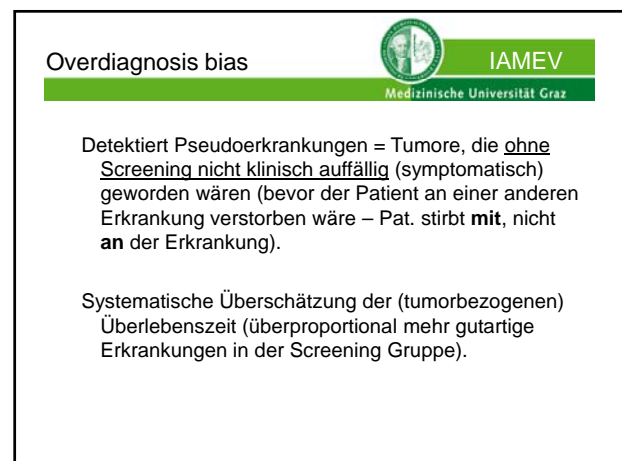 Overdiagnosis bias
IAMEV
Medizinische Universität Graz
Detektiert Pseudoerkrankungen = Tumore, die ohne
Screening nicht klinisch auffällig (symptomatisch)
geworden wären (bevor der Patient an einer anderen
Erkrankung verstorben wäre – Pat. stirbt mit, nicht
an der Erkrankung).
Systematische Überschätzung der (tumorbezogenen)
Überlebenszeit (überproportional mehr gutartige
Erkrankungen in der Screening Gruppe).